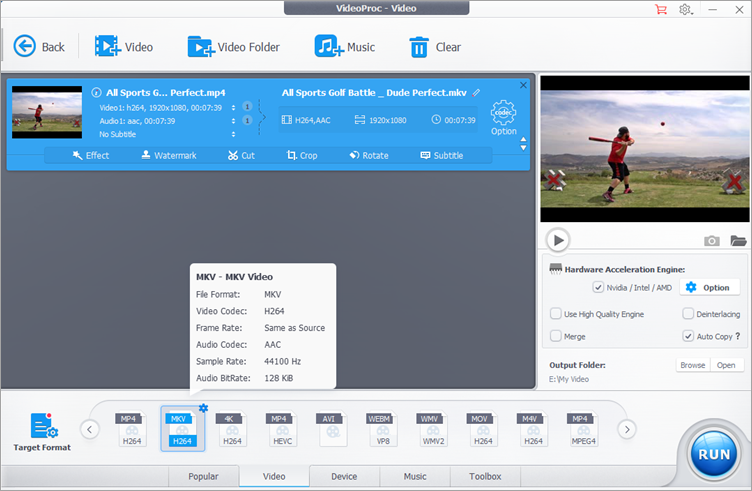 VideoProc - Video
Back
Video
Video Folder
Music
Clear
All Sports G... Perfect.mp4
Video1: h264, 1920x1080, 00:07:39
Audio1: aac, 00:07:39
No Subtitle
All Sports Golf Battle _ Dude Perfect.mkv
H264,AAC
1920x1080
00:07:39
codec
Option
Effect
Watermark
Cut
Crop
Rotate
Subtitle
MKV - MKV Video
File Format: MKV
Video Codec: H264
Frame Rate: Same as Source
Audio Codec: AAC
Sample Rate: 44100 Hz
Audio BitRate: 128 KiB
Hardware Acceleration Engine:
Nvidia / Intel / AMD
Option
Use High Quality Engine
Deinterlacing
Merge
Auto Copy ?
Output Folder:
Browse
Open
E:\My Video
Target Format
MP4
H264
MKV
H264
4K
H264
MP4
HEVC
AVI
WEBM
VP8
WMV
WMV2
MOV
H264
M4V
H264
MP4
MPEG4
RUN
Popular
Video
Device
Music
Toolbox